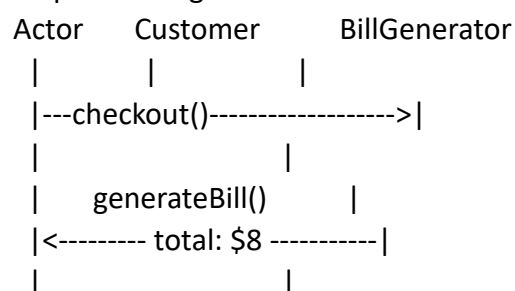 Actor Customer BillGenerator
| | |
|---checkout()------------------->|
| |
| generateBill() |
|<--------- total: $8 -----------|
| |